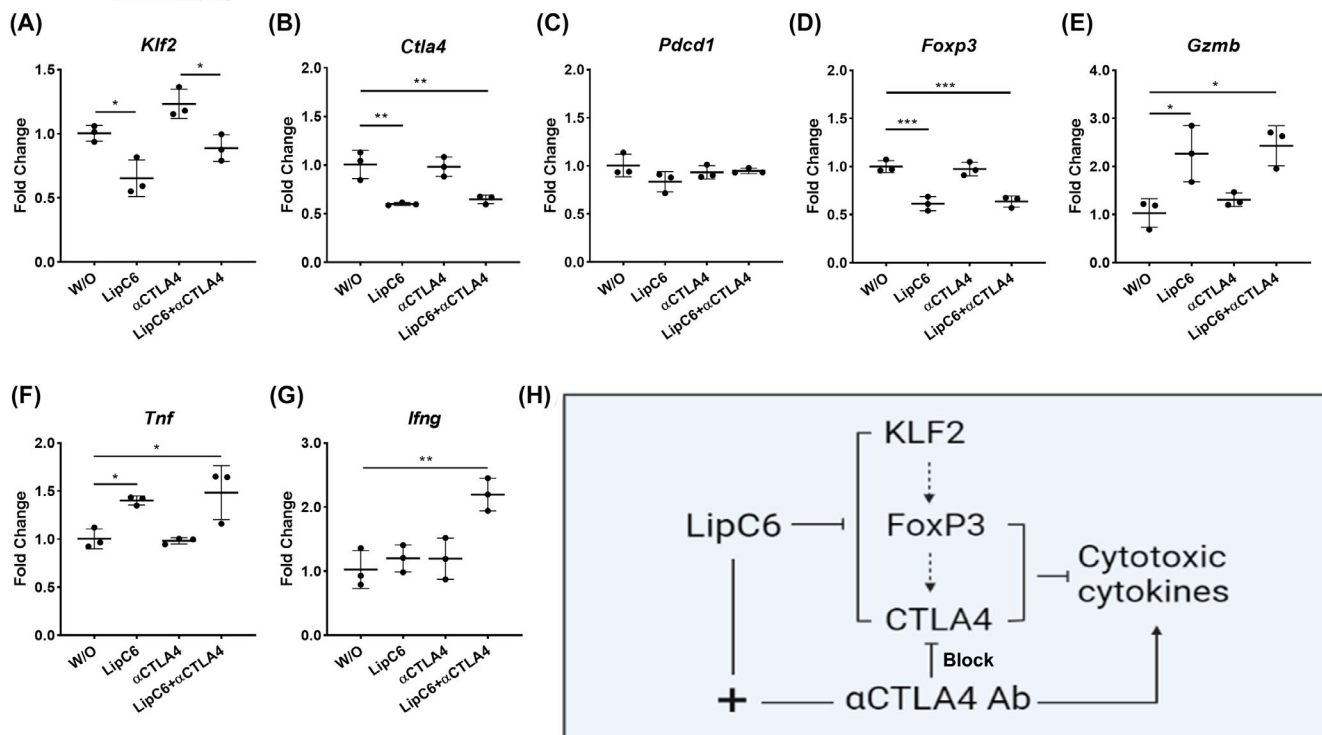 (A)
Klf2
Fold Change
1.5
1.0
0.5
0.0
*
*
W/O
LipC6
αCTLA4
LipC6+αCTLA4
(B)
Ctla4
Fold Change
2.0
1.5
1.0
0.5
0.0
**
**
W/O
LipC6
αCTLA4
LipC6+αCTLA4
(C)
Pdcd1
Fold Change
2.0
1.5
1.0
0.5
0.0
W/O
LipC6
αCTLA4
LipC6+αCTLA4
(D)
Foxp3
Fold Change
2.0
1.5
1.0
0.5
0.0
***
***
W/O
LipC6
αCTLA4
LipC6+αCTLA4
(E)
Gzmb
Fold Change
4.0
3.0
2.0
1.0
0.0
*
*
W/O
LipC6
αCTLA4
LipC6+αCTLA4
(F)
Tnf
Fold Change
2.0
1.5
1.0
0.5
0.0
*
*
W/O
LipC6
αCTLA4
LipC6+αCTLA4
(G)
Ifng
Fold Change
3.0
2.0
1.0
0.0
**
W/O
LipC6
αCTLA4
LipC6+αCTLA4
(H)
KLF2
LipC6
FoxP3
Cytotoxic
cytokines
CTLA4
Block
+
αCTLA4 Ab